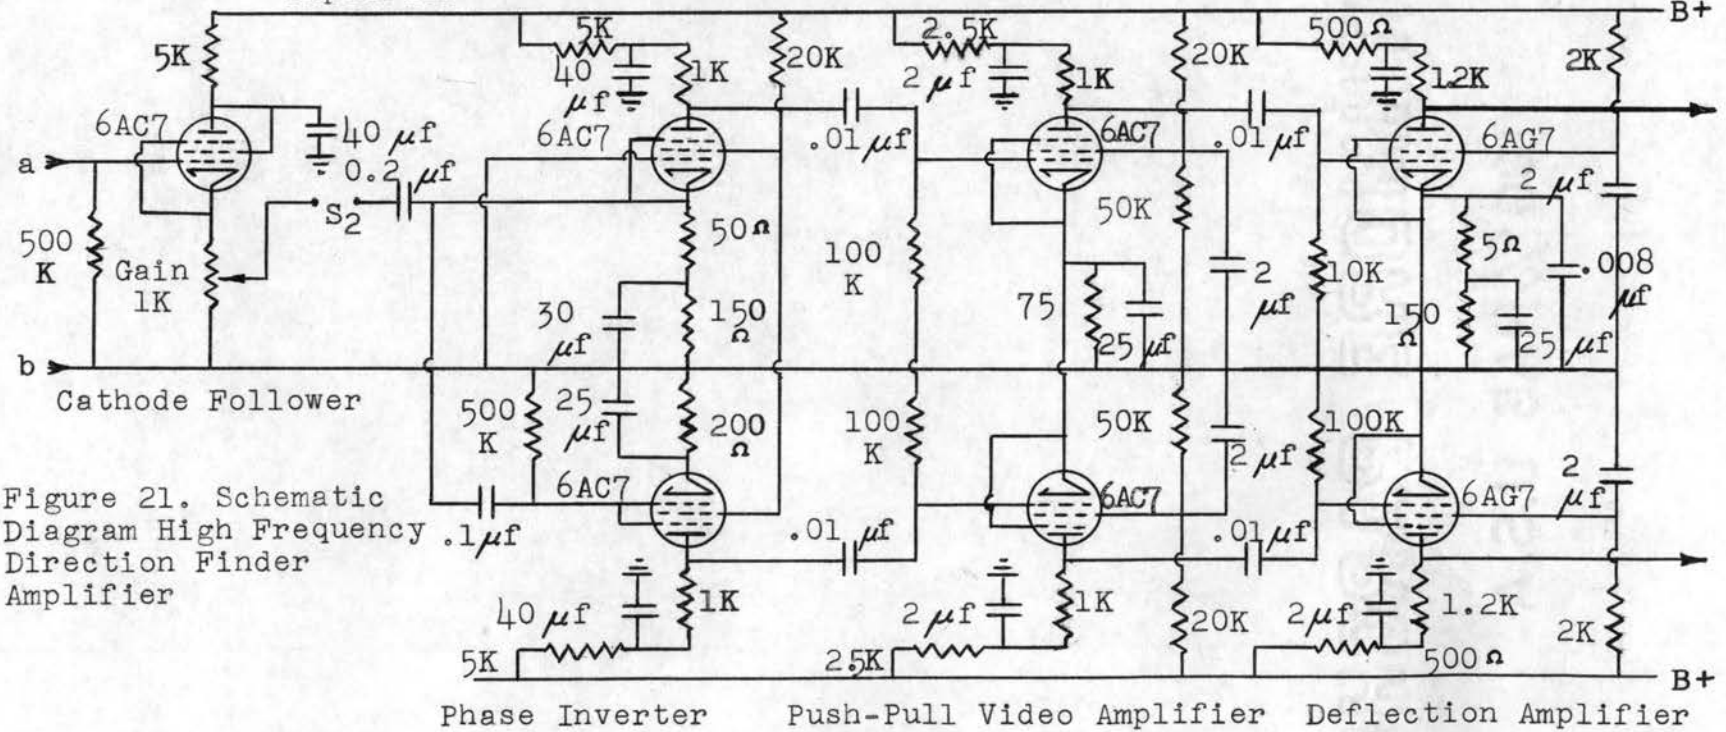 B+
5K
5K
40 μf
1K
20K
2.5K
2 μf
1K
20K
500Ω
1.2K
2K
6AC7
40 μf
6AC7
.01 μf
6AC7
.01 μf
6AG7
a
0.2 μf
S2
500 K
Gain 1K
50Ω
100 K
50K
2 μf
5Ω
2 μf
.008 μf
30 μf
150 Ω
75
25 μf
10K
150 Ω
25 μf
b
Cathode Follower
500 K
25 μf
200 Ω
100 K
50K
2 μf
100K
2 μf
Figure 21. Schematic
Diagram High Frequency
Direction Finder
Amplifier
.1μf
6AC7
.01 μf
6AC7
.01 μf
6AG7
40 μf
1K
5K
2 μf
1K
25K
20K
2μf
1.2K
500Ω
2K
B+
Phase Inverter
Push-Pull Video Amplifier
Deflection Amplifier